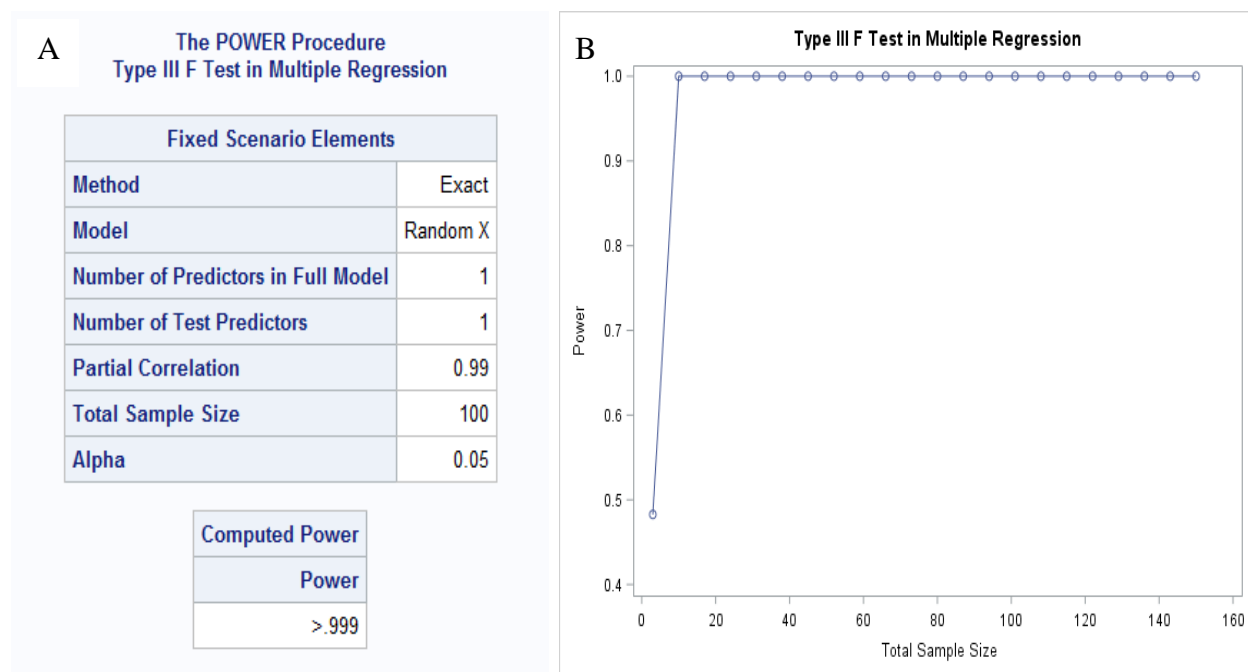 A
The POWER Procedure
Type III F Test in Multiple Regression
Fixed Scenario Elements
Method Exact
Model Random X
Number of Predictors in Full Model 1
Number of Test Predictors 1
Partial Correlation 0.99
Total Sample Size 100
Alpha 0.05
Computed Power
Power
>.999
B
Type III F Test in Multiple Regression
1.0
0.9
0.8
0.7
0.6
0.5
0.4
Power
0 20 40 60 80 100 120 140 160
Total Sample Size